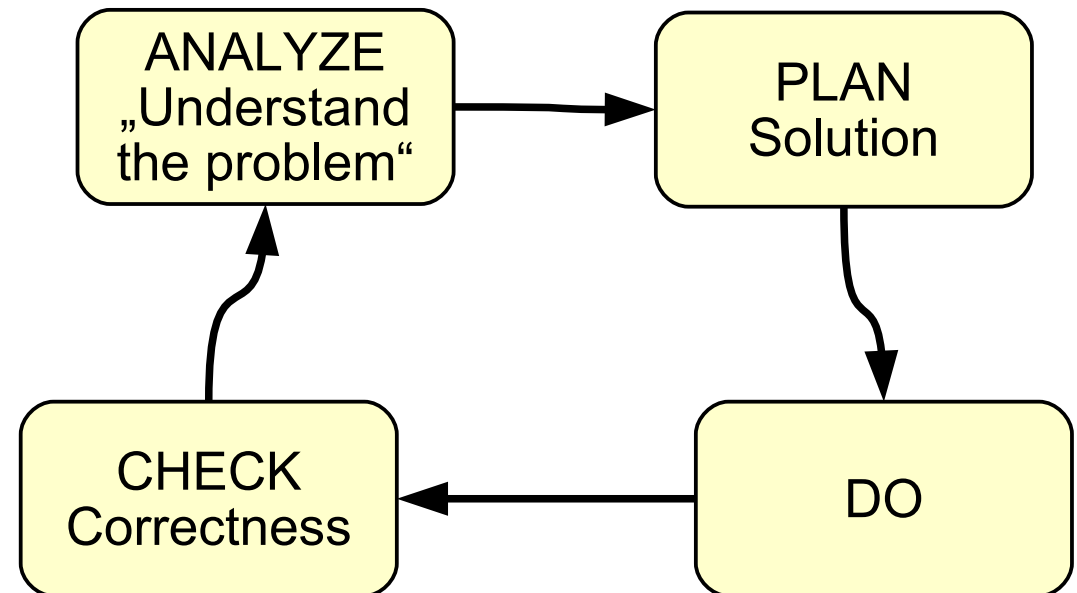 ANALYZE
„Understand
the problem“
PLAN
Solution
CHECK
Correctness
DO